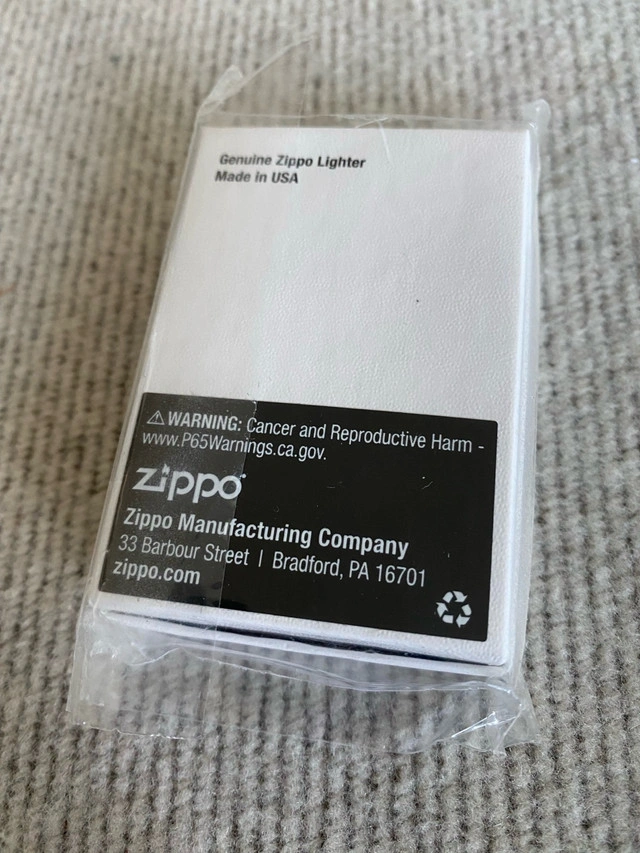 Genuine Zippo Lighter
Made in USA
⚠ WARNING: Cancer and Reproductive Harm -
www.P65Warnings.ca.gov.
zippo
Zippo Manufacturing Company
33 Barbour Street | Bradford, PA 16701
zippo.com